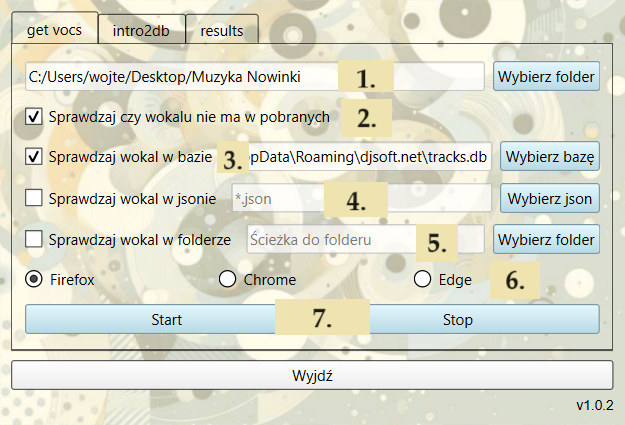 get vocs intro2db results
C:/Users/wojte/Desktop/Muzyka Nowinki 1. Wybierz folder
Sprawdzaj czy wokalu nie ma w pobranych 2.
Sprawdzaj wokal w bazie 3. pData\Roaming\djsoft.net\tracks.db Wybierz bazę
Sprawdzaj wokal w jsonie *.json 4. Wybierz json
Sprawdzaj wokal w folderze Ścieżka do folderu 5. Wybierz folder
Firefox Chrome Edge 6.
Start 7. Stop
Wyjdź
v1.0.2